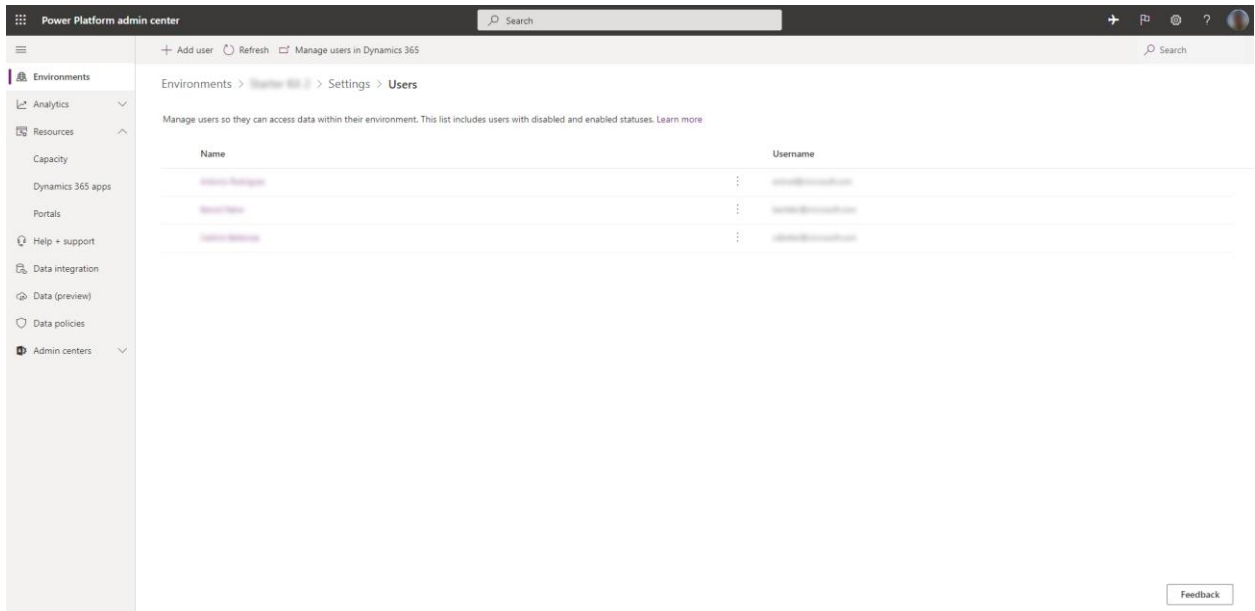 Power Platform admin center
Search
?
Add user Refresh Manage users in Dynamics 365
Search
Environments
Analytics
Resources
Capacity
Dynamics 365 apps
Portals
Help + support
Data integration
Data (preview)
Data policies
Admin centers
Environments > > Settings > Users
Manage users so they can access data within their environment. This list includes users with disabled and enabled statuses. Learn more
Name Username
Feedback